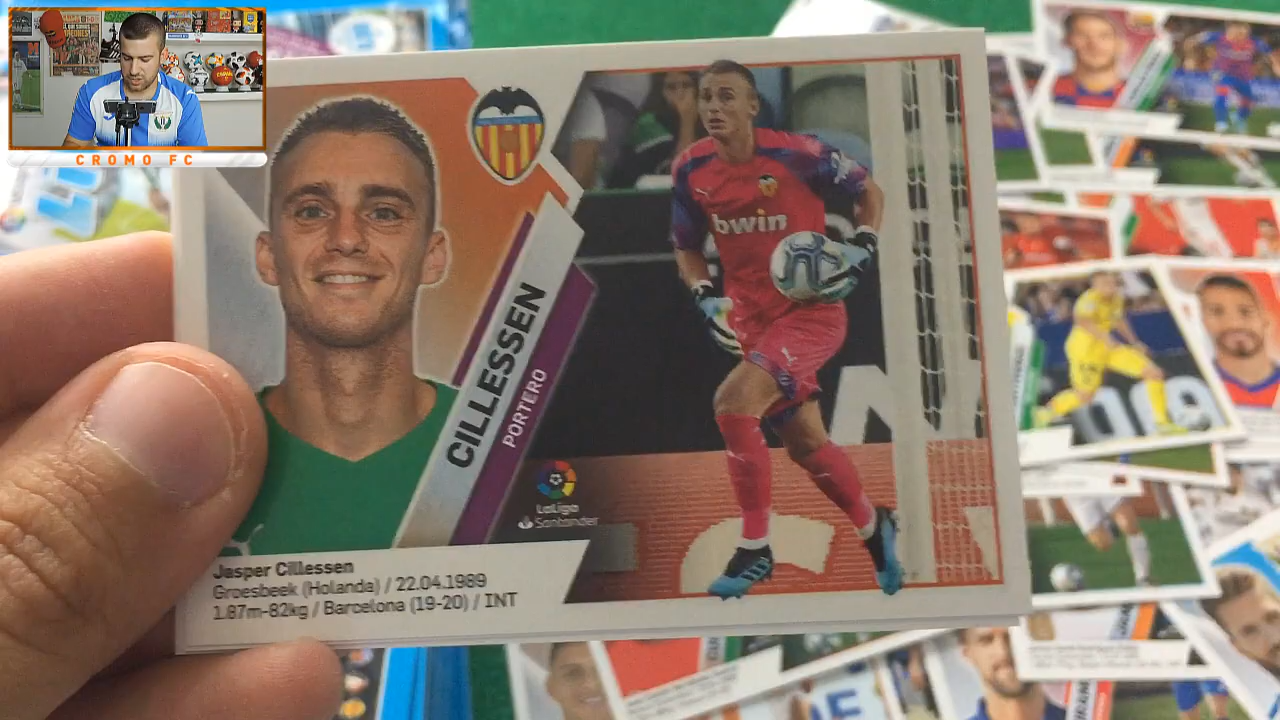 CROMO FC
CILLESSEN
PORTERO
bwin
LaLiga
Santander
Jasper Cillessen
Groesbeek (Holanda) / 22.04.1989
1.87m-82kg / Barcelona (19-20) / INT